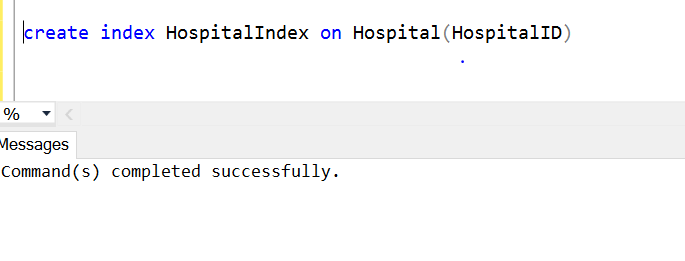 create index HospitalIndex on Hospital(HospitalID)
%
Messages
Command(s) completed successfully.